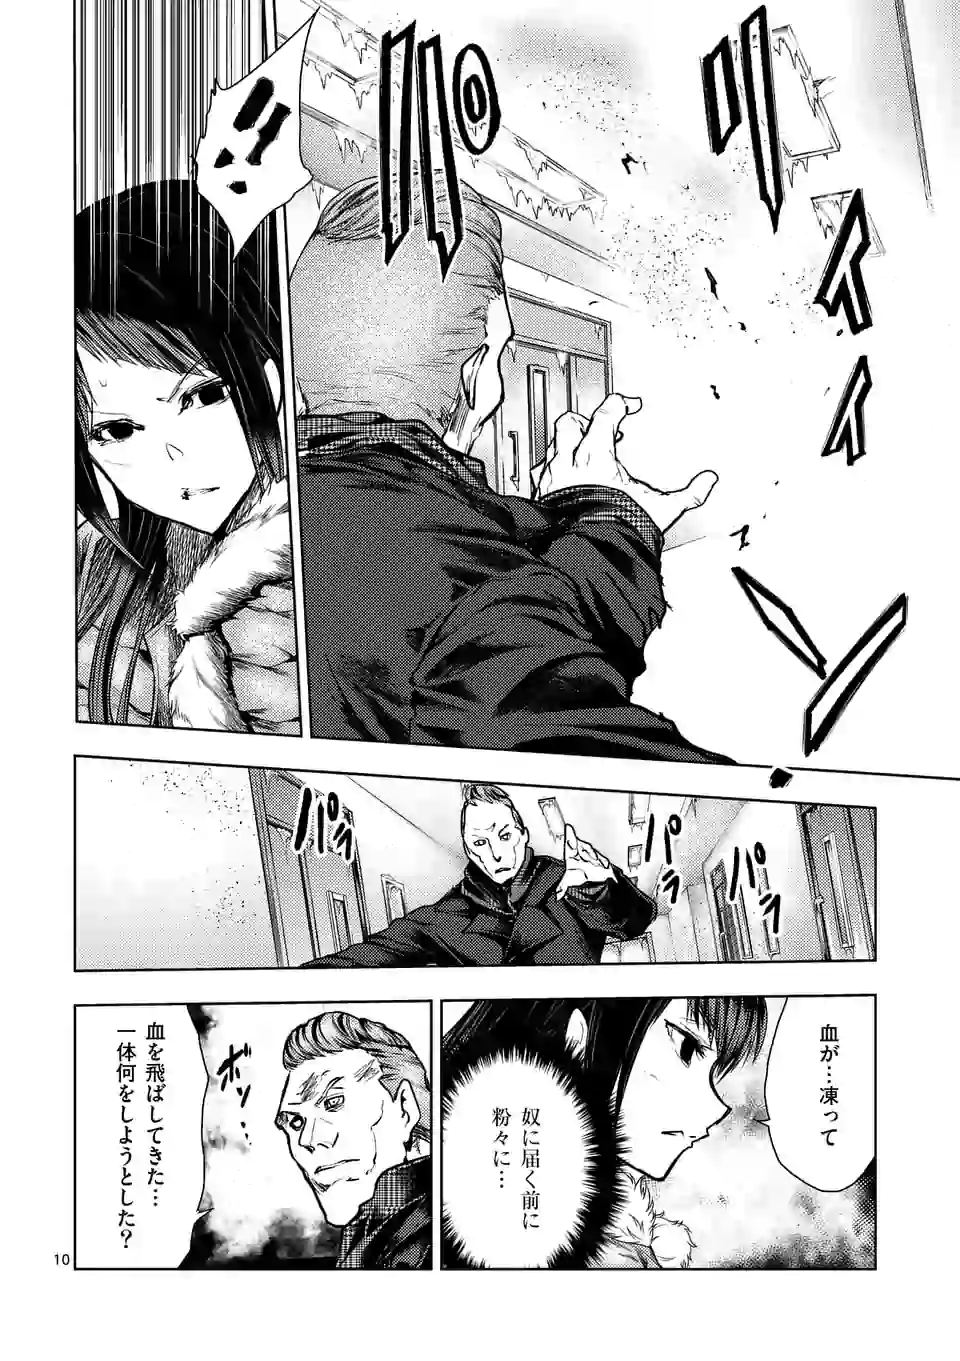 パリィン
!!
パラ
パラ
パラ
血が…凍って
奴に届く前に
粉々に…
ボソッ
血を飛ばしてきた…
一体何をしようとした？
10